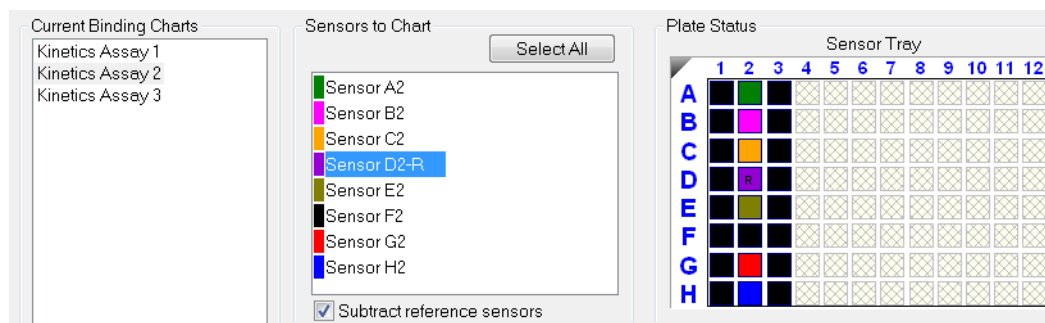 Current Binding Charts
Kinetics Assay 1
Kinetics Assay 2
Kinetics Assay 3
Sensors to Chart
Select All
Sensor A2
Sensor B2
Sensor C2
Sensor D2-R
Sensor E2
Sensor F2
Sensor G2
Sensor H2
Subtract reference sensors
Plate Status
Sensor Tray
1 2 3 4 5 6 7 8 9 10 11 12
A
B
C
D R
E
F
G
H